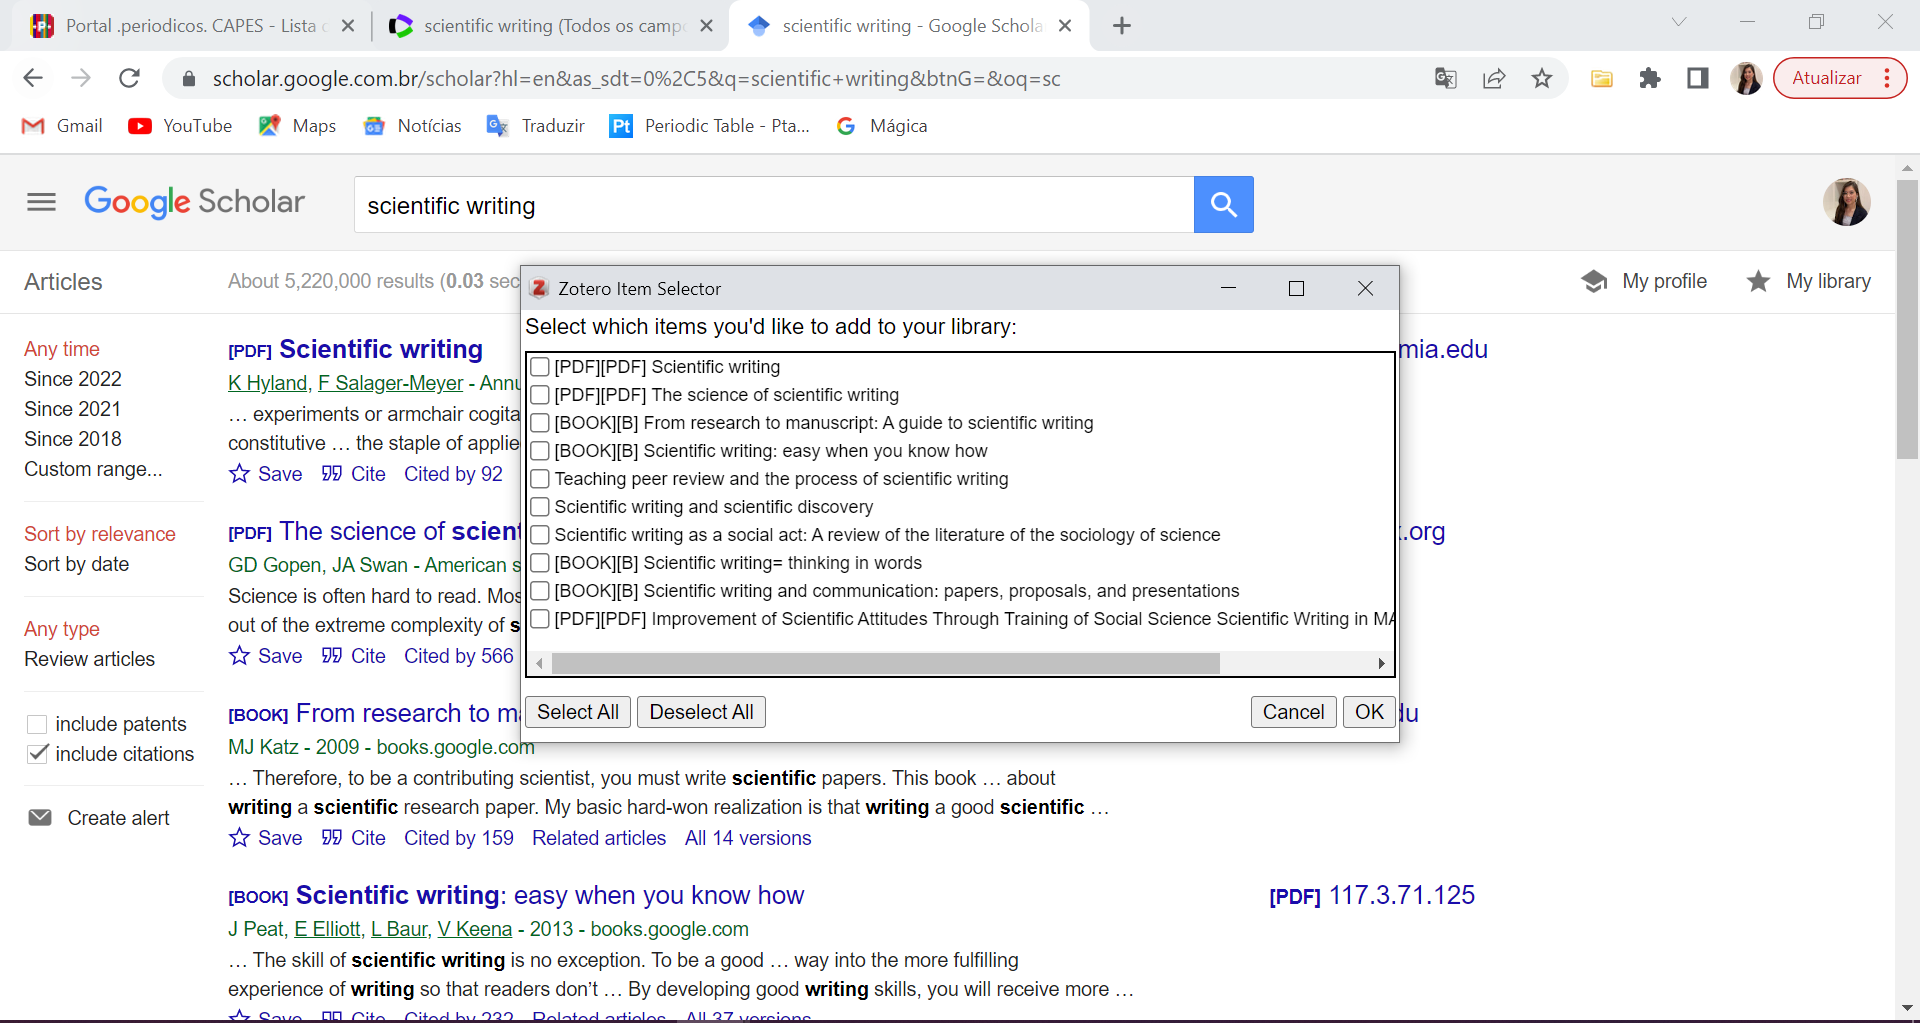 Portal .periodicos. CAPES - Lista
scientific writing (Todos os camp
scientific writing - Google Schola
scholar.google.com.br/scholar?hl=en&as_sdt=0%2C5&q=scientific+writing&btnG=&oq=sc
Atualizar
Gmail
YouTube
Maps
Notícias
Traduzir
Pt
Periodic Table - Pta...
Mágica
Google Scholar
scientific writing
Articles
About 5,220,000 results (0.03 sec
My profile
My library
Any time
Since 2022
Since 2021
Since 2018
Custom range...
Sort by relevance
Sort by date
Any type
Review articles
include patents
include citations
Create alert
[PDF] Scientific writing
K Hyland, F Salager-Meyer - Annu
… experiments or armchair cogita
constitutive … the staple of applie
Save Cite Cited by 92
mia.edu
[PDF] The science of scient
GD Gopen, JA Swan - American s
Science is often hard to read. Mos
out of the extreme complexity of s
Save Cite Cited by 566
.org
[BOOK] From research to ma
MJ Katz - 2009 - books.google.com
… Therefore, to be a contributing scientist, you must write scientific papers. This book … about
writing a scientific research paper. My basic hard-won realization is that writing a good scientific …
Save Cite Cited by 159 Related articles All 14 versions
du
[BOOK] Scientific writing: easy when you know how
J Peat, E Elliott, L Baur, V Keena - 2013 - books.google.com
… The skill of scientific writing is no exception. To be a good … way into the more fulfilling
experience of writing so that readers don't … By developing good writing skills, you will receive more …
Save Cite Cited by 232 Related articles All 37 versions
[PDF] 117.3.71.125
Zotero Item Selector
Select which items you'd like to add to your library:
[PDF][PDF] Scientific writing
[PDF][PDF] The science of scientific writing
[BOOK][B] From research to manuscript: A guide to scientific writing
[BOOK][B] Scientific writing: easy when you know how
Teaching peer review and the process of scientific writing
Scientific writing and scientific discovery
Scientific writing as a social act: A review of the literature of the sociology of science
[BOOK][B] Scientific writing= thinking in words
[BOOK][B] Scientific writing and communication: papers, proposals, and presentations
[PDF][PDF] Improvement of Scientific Attitudes Through Training of Social Science Scientific Writing in MA
Select All
Deselect All
Cancel
OK